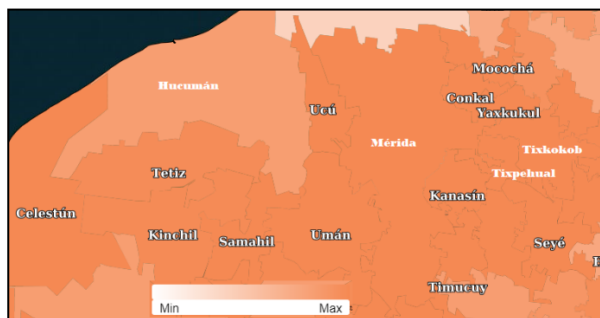 Mocochá
Hucumán
Conkal
Ucú
Yaxkukul
Mérida
Tixkokob
Tetiz
Tixpehual
Kanasín
Celestún
Kinchil
Samahil
Umán
Seyé
Timucuy
Min
Max